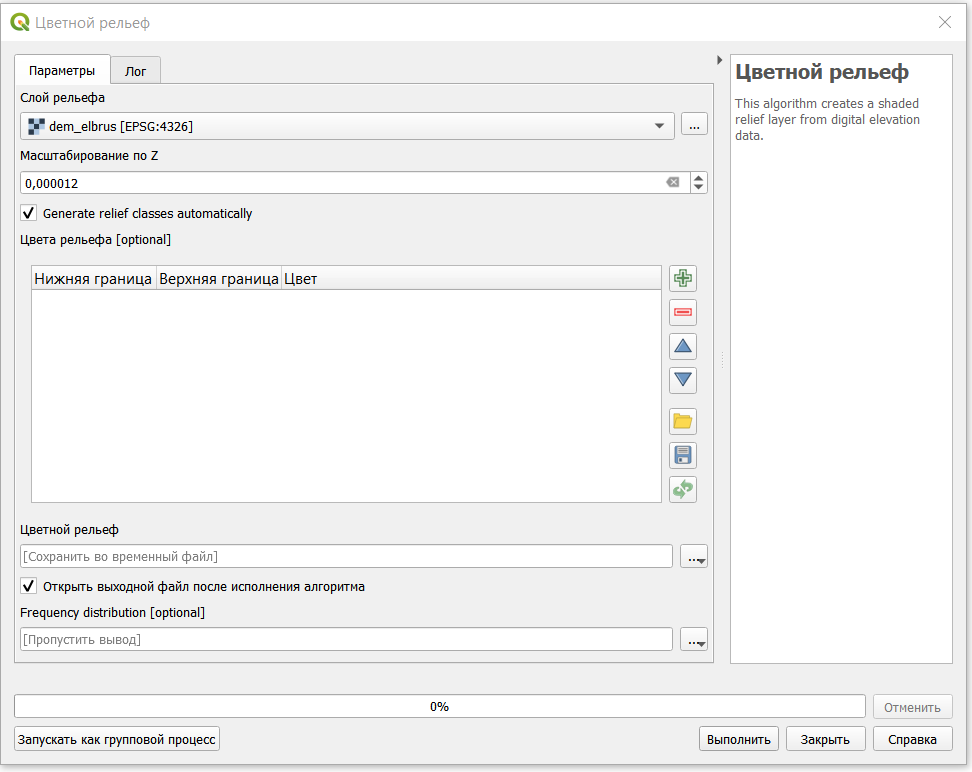 Цветной рельеф
Параметры
Лог
Слой рельефа
dem_elbrus [EPSG:4326]
...
Масштабирование по Z
0,000012
Generate relief classes automatically
Цвета рельефа [optional]
Нижняя граница Верхняя граница Цвет
Цветной рельеф
[Сохранить во временный файл]
...
Открыть выходной файл после исполнения алгоритма
Frequency distribution [optional]
[Пропустить вывод]
...
Цветной рельеф
This algorithm creates a shaded
relief layer from digital elevation
data.
0%
Отменить
Запускать как групповой процесс
Выполнить
Закрыть
Справка